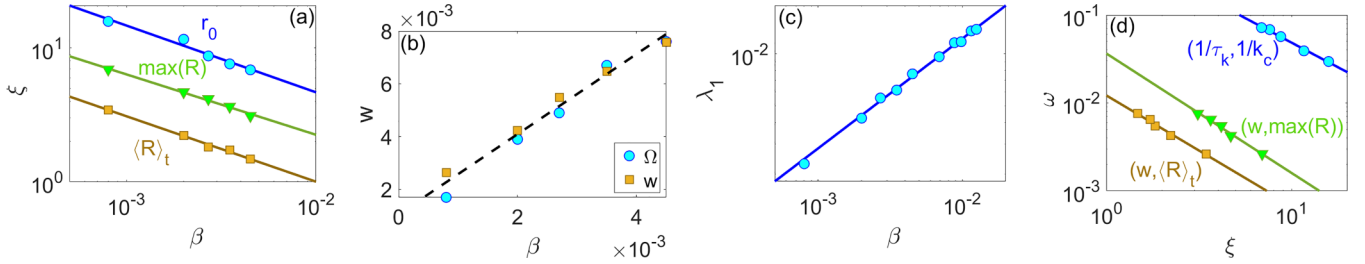 (a)
10¹
ξ
r₀
max(R)
⟨R⟩ₜ
10⁰
10⁻³
10⁻²
β
×10⁻³
(b)
8
6
4
2
w
Ω
w
0
2
4
×10⁻³
β
(c)
10⁻²
λ₁
10⁻³
10⁻²
β
(d)
10⁻¹
(1/τₖ,1/k꜀)
ω
10⁻²
(w,max(R))
(w,⟨R⟩ₜ)
10⁻³
10⁰
10¹
ξ